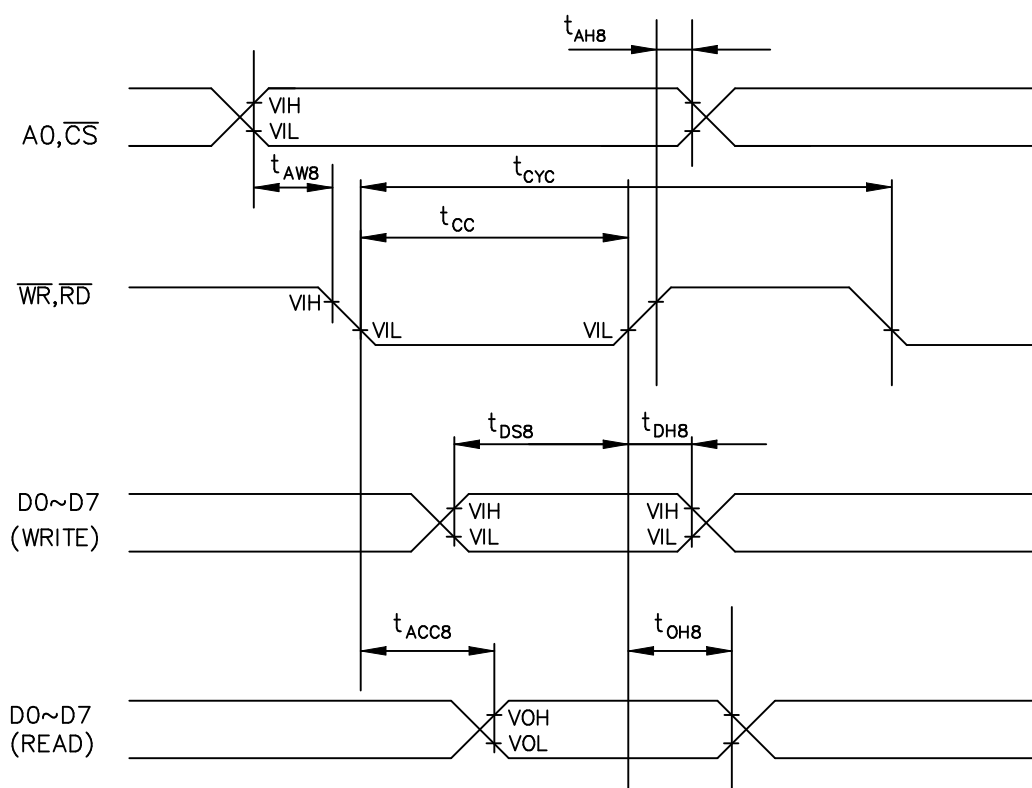 tAH8
VIH
A0,CS
VIL
tAW8
tCYC
tCC
WR,RD
VIH
VIL
VIL
tDS8
tDH8
D0~D7
(WRITE)
VIH
VIL
VIH
VIL
tACC8
tOH8
D0~D7
(READ)
VOH
VOL